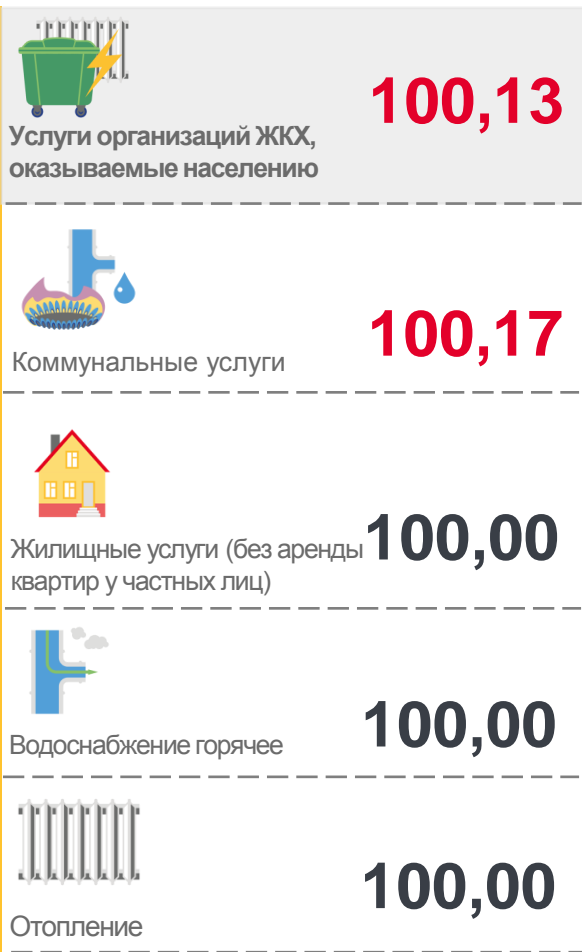 100,13
Услуги организаций ЖКХ,
оказываемые населению
100,17
Коммунальные услуги
100,00
Жилищные услуги (без аренды
квартир у частных лиц)
100,00
Водоснабжение горячее
100,00
Отопление